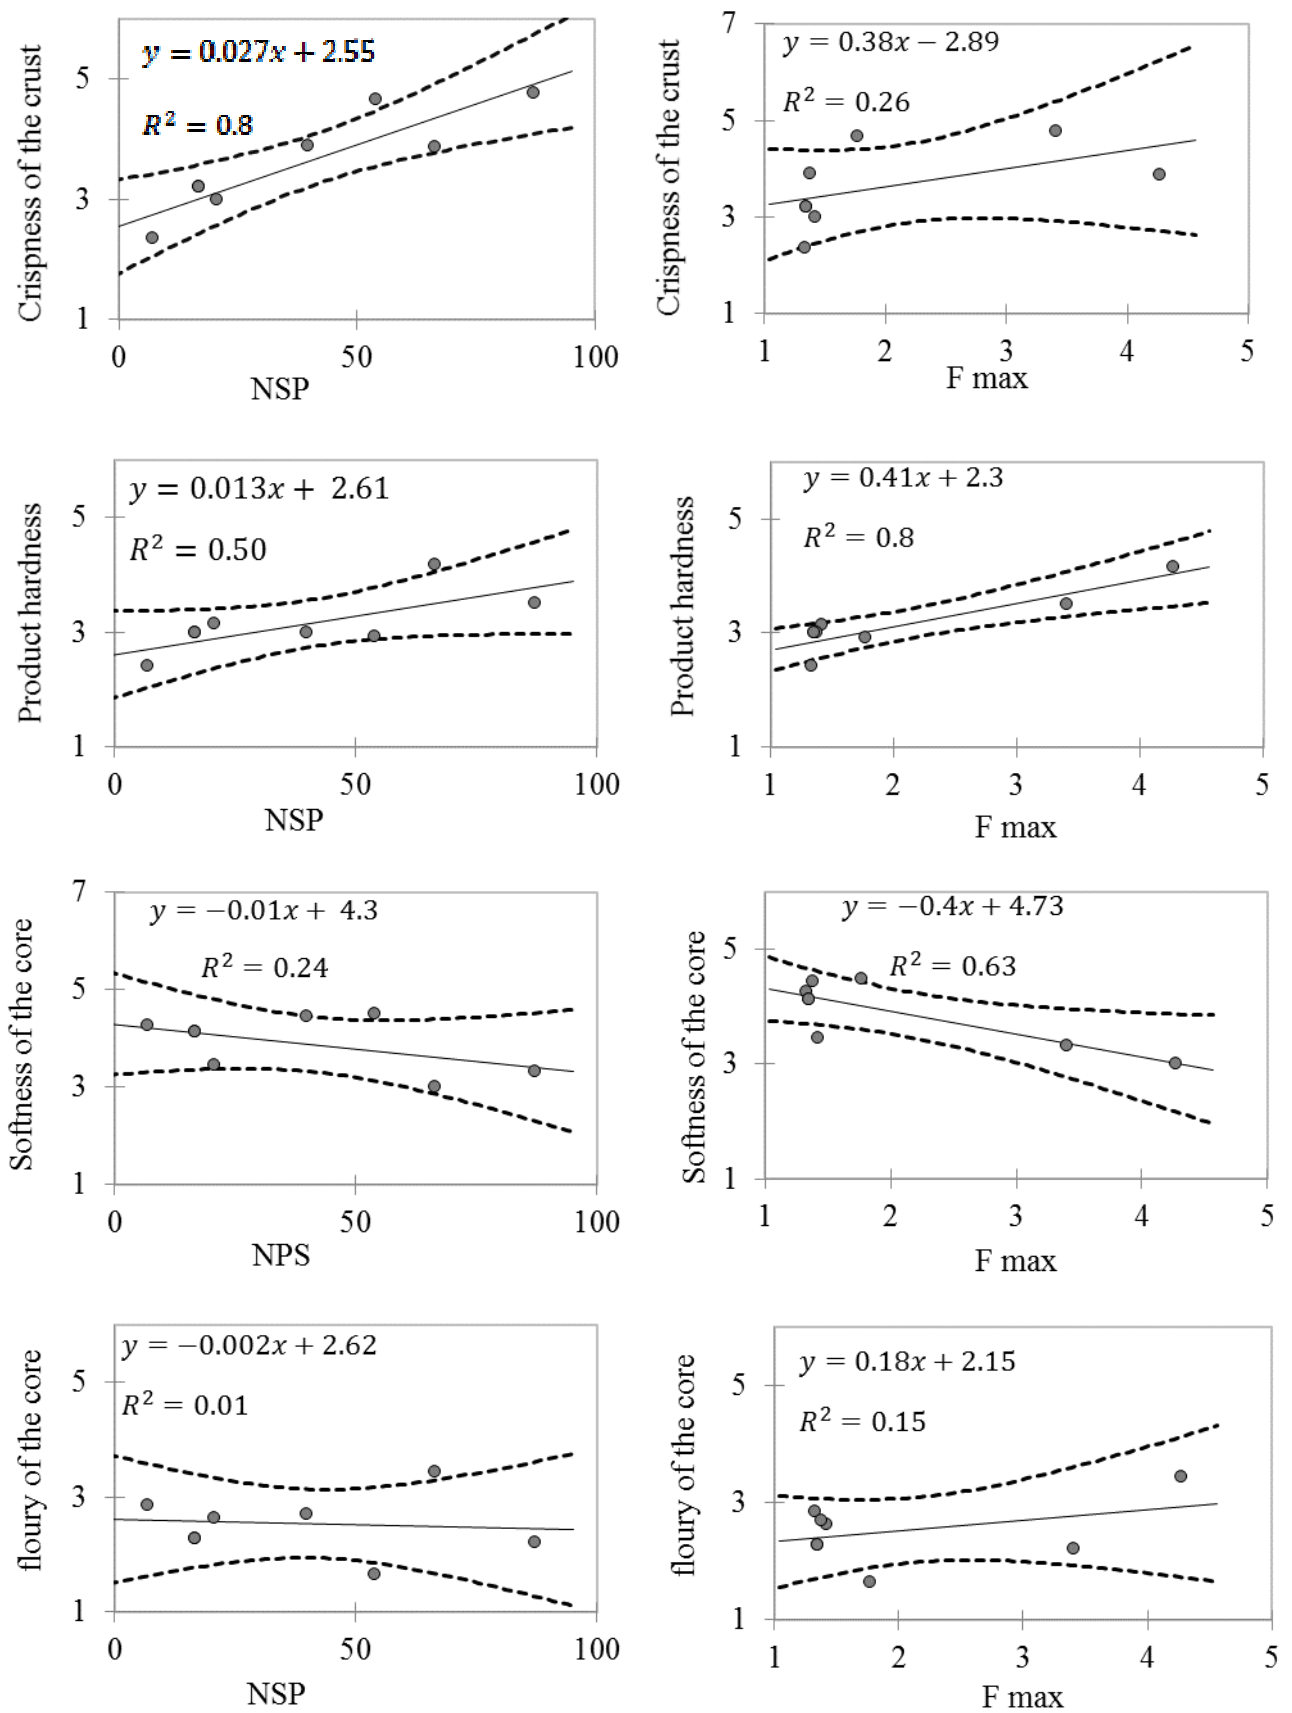 Crispness of the crust
y = 0.027x + 2.55
R² = 0.8
5
3
1
0 50 100
NSP
Crispness of the crust
y = 0.38x − 2.89
R² = 0.26
7
5
3
1
1 2 3 4 5
F max
Product hardness
y = 0.013x + 2.61
R² = 0.50
5
3
1
0 50 100
NSP
Product hardness
y = 0.41x + 2.3
R² = 0.8
5
3
1
1 2 3 4 5
F max
Softness of the core
y = −0.01x + 4.3
R² = 0.24
7
5
3
1
0 50 100
NPS
Softness of the core
y = −0.4x + 4.73
R² = 0.63
5
3
1
1 2 3 4 5
F max
floury of the core
y = −0.002x + 2.62
R² = 0.01
5
3
1
0 50 100
NSP
floury of the core
y = 0.18x + 2.15
R² = 0.15
5
3
1
1 2 3 4 5
F max